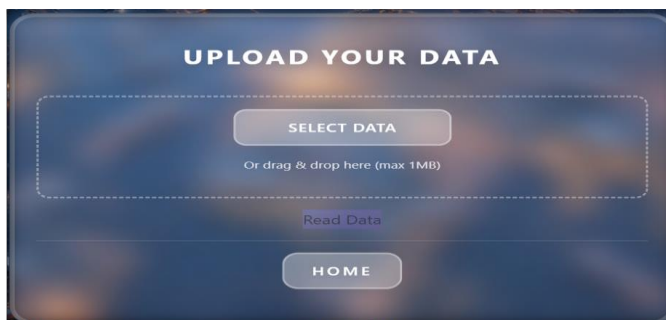 UPLOAD YOUR DATA
SELECT DATA
Or drag & drop here (max 1MB)
Read Data
HOME